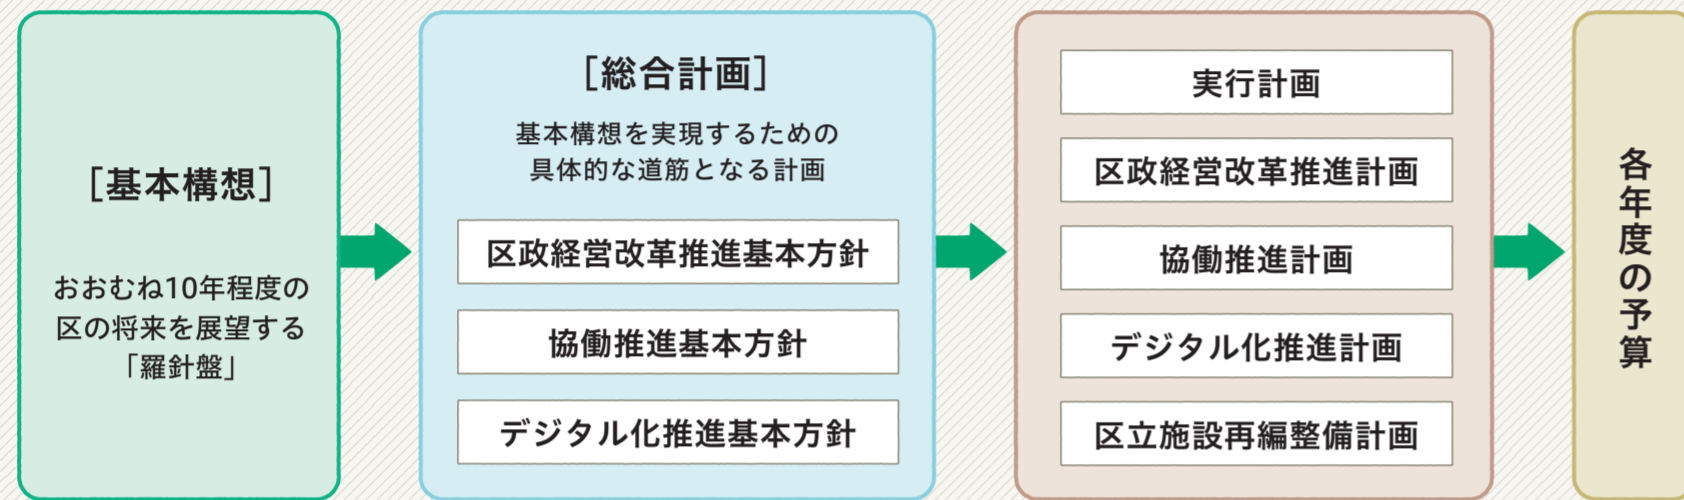 [基本構想]
おおむね10年程度の
区の将来を展望する
「羅針盤」
[総合計画]
基本構想を実現するための
具体的な道筋となる計画
区政経営改革推進基本方針
協働推進基本方針
デジタル化推進基本方針
実行計画
区政経営改革推進計画
協働推進計画
デジタル化推進計画
区立施設再編整備計画
各年度の予算